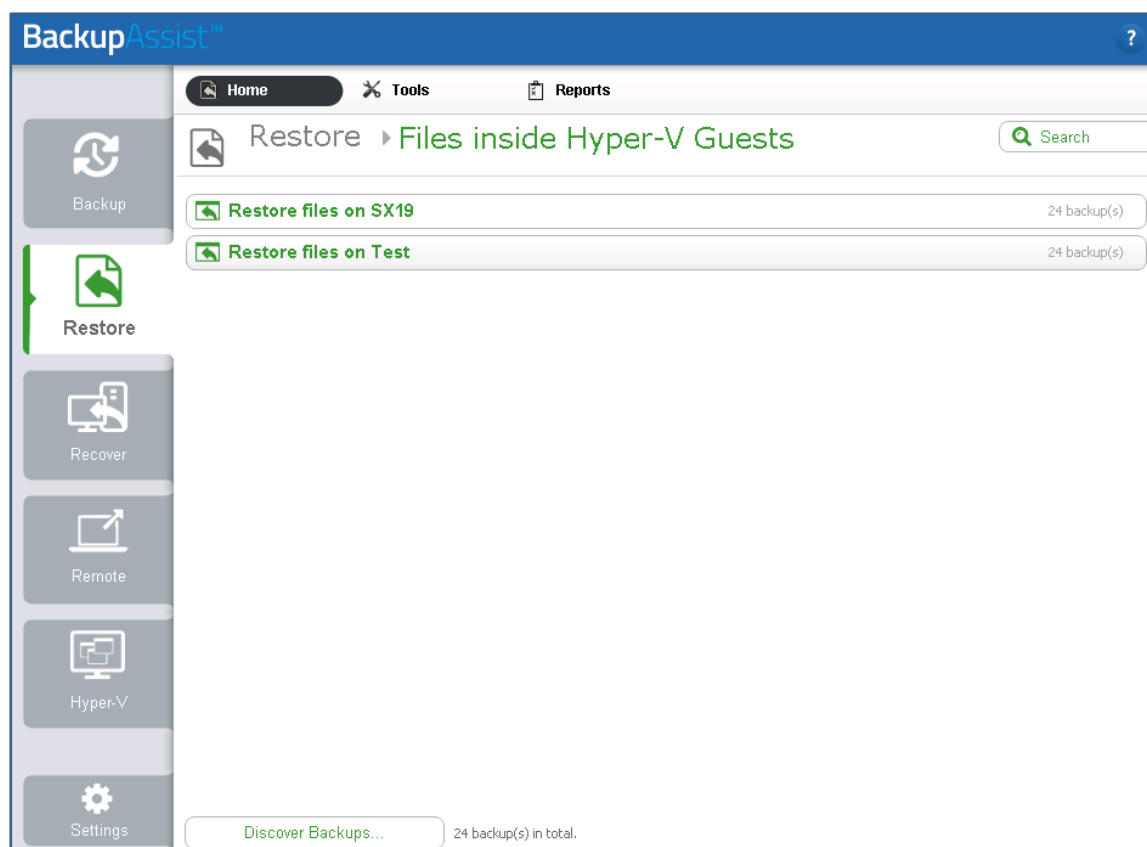 BackupAssist™
?
Home Tools Reports
Restore Files inside Hyper-V Guests
Search
Backup
Restore files on SX19 24 backup(s)
Restore files on Test 24 backup(s)
Restore
Recover
Remote
Hyper-V
Settings
Discover Backups... 24 backup(s) in total.